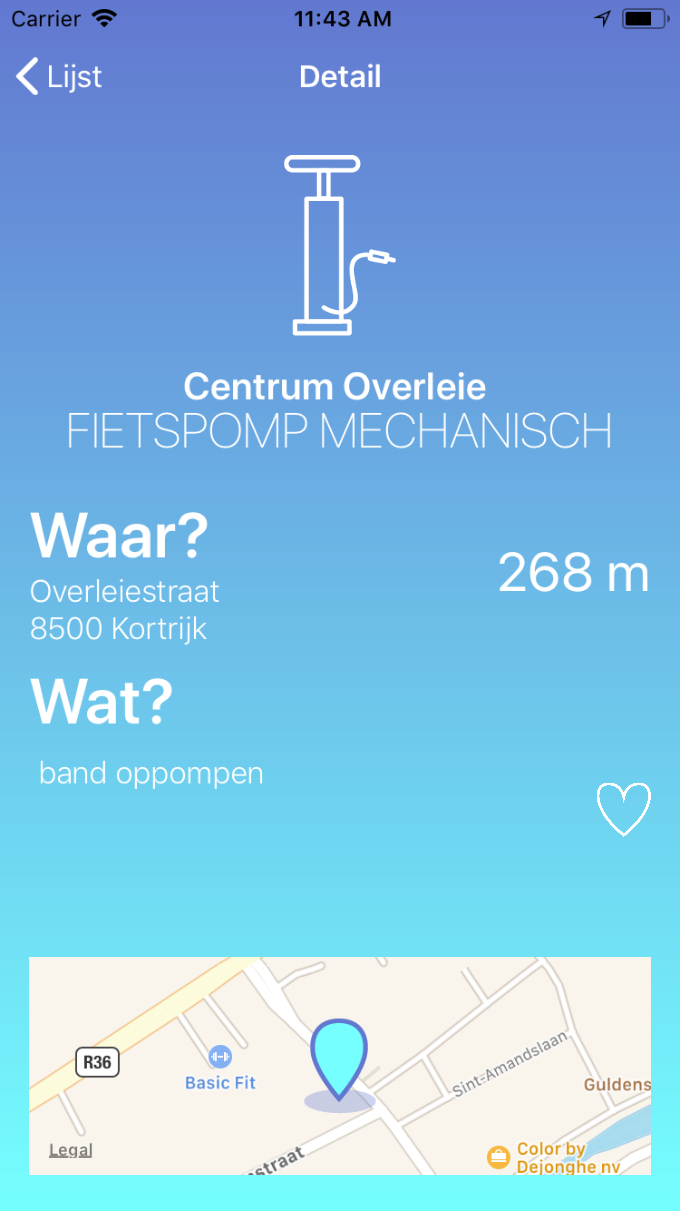 Carrier 11:43 AM
Lijst Detail
Centrum Overleie
FIETSPOMP MECHANISCH
Waar?
268 m
Overleiestraat
8500 Kortrijk
Wat?
band oppompen
R36
Basic Fit
Sint-Amandslaan
Guldens
Legal
straat
Color by
Dejonghe nv